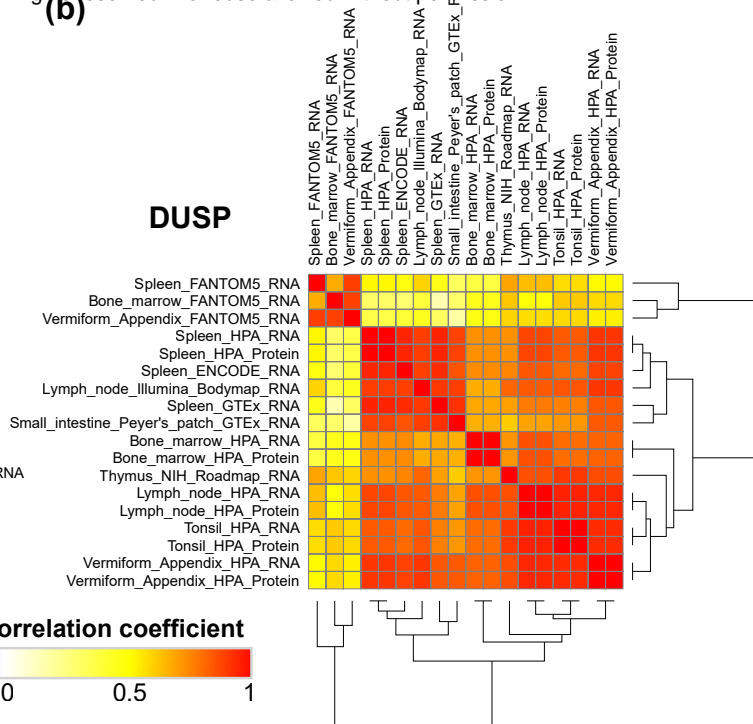 (b)
Spleen_FANTOM5_RNA
Bone_marrow_FANTOM5_RNA
Vermiform_Appendix_FANTOM5_RNA
Spleen_HPA_RNA
Spleen_HPA_Protein
Spleen_ENCODE_RNA
Lymph_node_Illumina_Bodymap_RNA
Spleen_GTEx_RNA
Small_intestine_Peyer's_patch_GTEx_R
Bone_marrow_HPA_RNA
Bone_marrow_HPA_Protein
Thymus_NIH_Roadmap_RNA
Lymph_node_HPA_RNA
Lymph_node_HPA_Protein
Tonsil_HPA_RNA
Tonsil_HPA_Protein
Vermiform_Appendix_HPA_RNA
Vermiform_Appendix_HPA_Protein
DUSP
Spleen_FANTOM5_RNA
Bone_marrow_FANTOM5_RNA
Vermiform_Appendix_FANTOM5_RNA
Spleen_HPA_RNA
Spleen_HPA_Protein
Spleen_ENCODE_RNA
Lymph_node_Illumina_Bodymap_RNA
Spleen_GTEx_RNA
Small_intestine_Peyer's_patch_GTEx_RNA
Bone_marrow_HPA_RNA
Bone_marrow_HPA_Protein
RNA
Thymus_NIH_Roadmap_RNA
Lymph_node_HPA_RNA
Lymph_node_HPA_Protein
Tonsil_HPA_RNA
Tonsil_HPA_Protein
Vermiform_Appendix_HPA_RNA
Vermiform_Appendix_HPA_Protein
orrelation coefficient
0 0.5 1